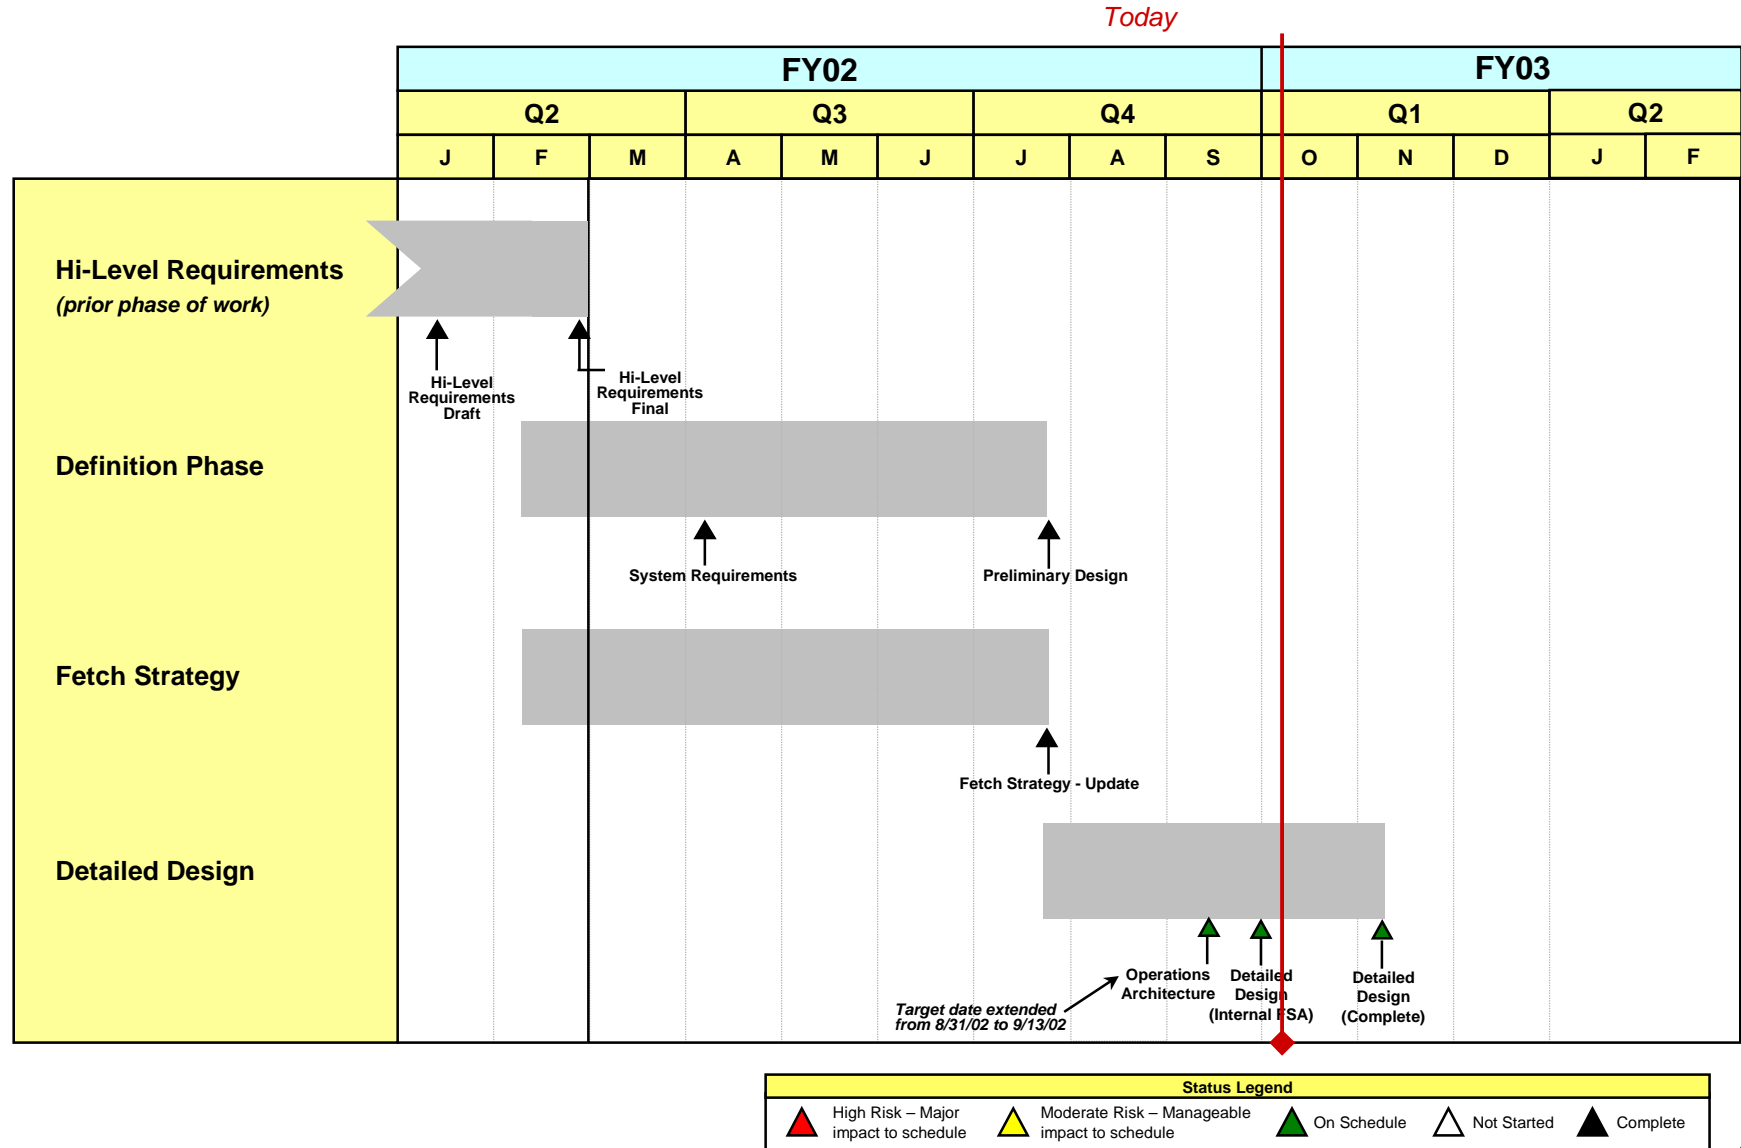 Today
FY02 FY03
Q2 Q3 Q4 Q1 Q2
J F M A M J J A S O N D J F
Hi-Level Requirements
(prior phase of work)
Hi-Level
Requirements
Draft
Hi-Level
Requirements
Final
Definition Phase
System Requirements
Preliminary Design
Fetch Strategy
Fetch Strategy - Update
Detailed Design
Operations
Architecture
Detailed
Design
(Internal FSA)
Detailed
Design
(Complete)
Target date extended
from 8/31/02 to 9/13/02
Status Legend
High Risk – Major
impact to schedule
Moderate Risk – Manageable
impact to schedule
On Schedule
Not Started
Complete